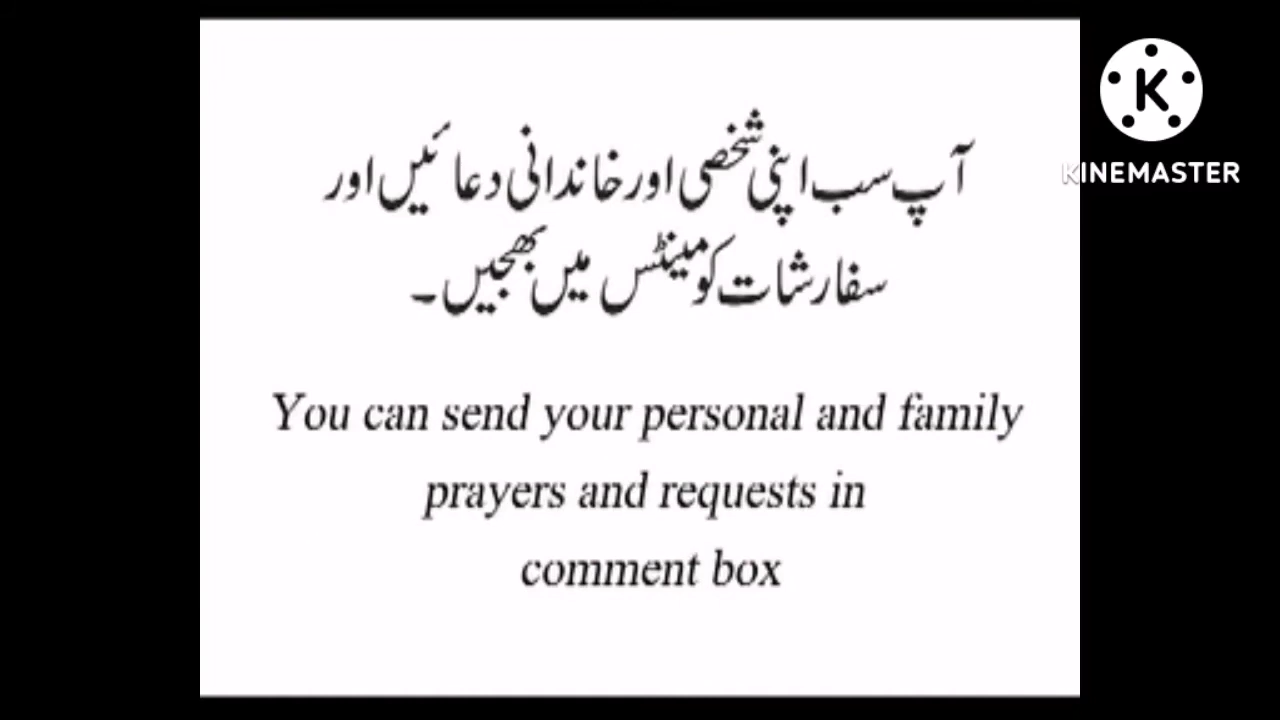 آپ سب اپنی شخصی اور خاندانی دعائیں اور
سفارشات کومینٹس میں بھجیں۔
You can send your personal and family
prayers and requests in
comment box
K
KINEMASTER